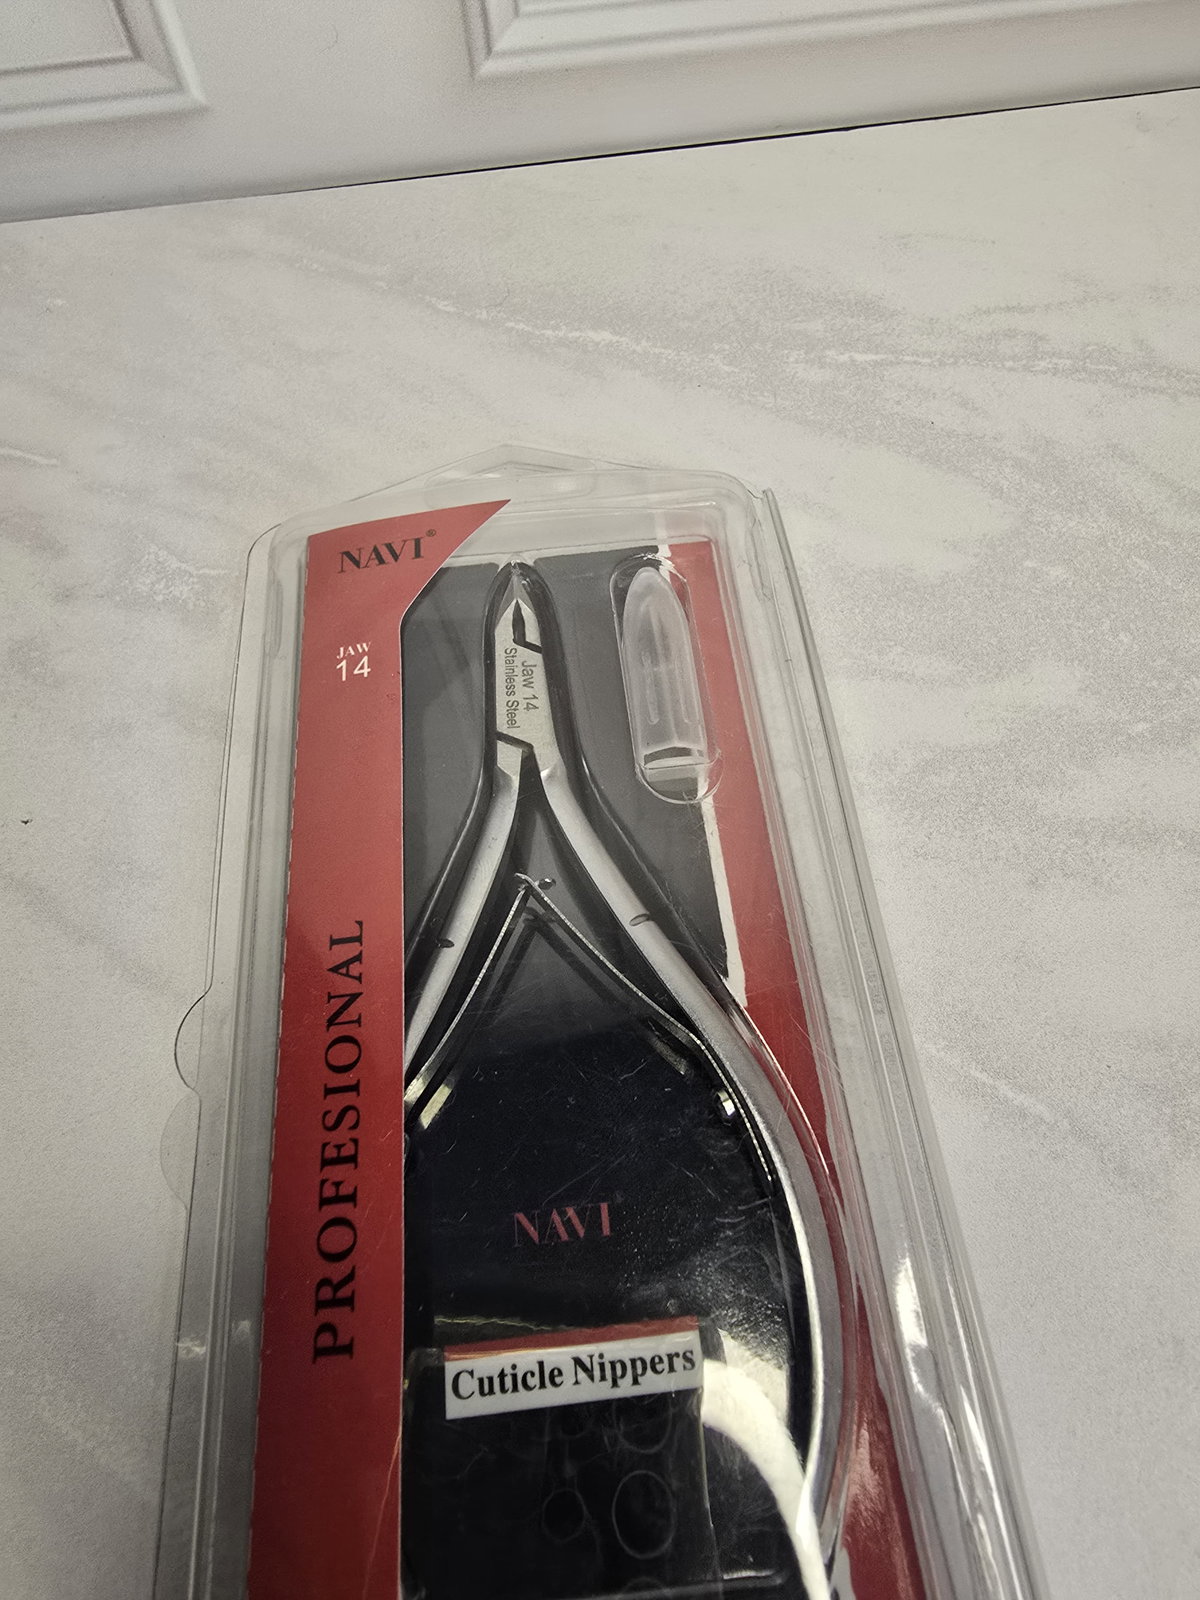 NAVI®
JAW
14
Jaw 14
Stainless Steel
PROFESIONAL
NAVI®
Cuticle Nippers